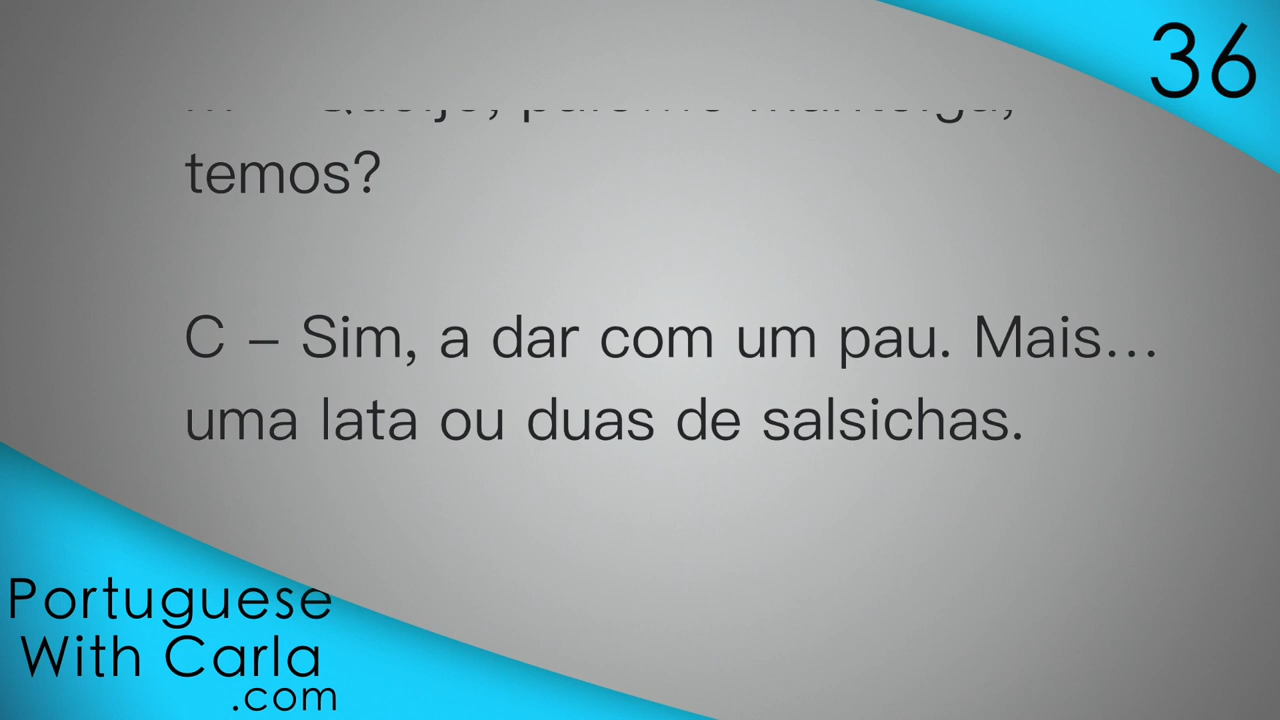 36
temos?
C – Sim, a dar com um pau. Mais...
uma lata ou duas de salsichas.
Portuguese
With Carla
.com